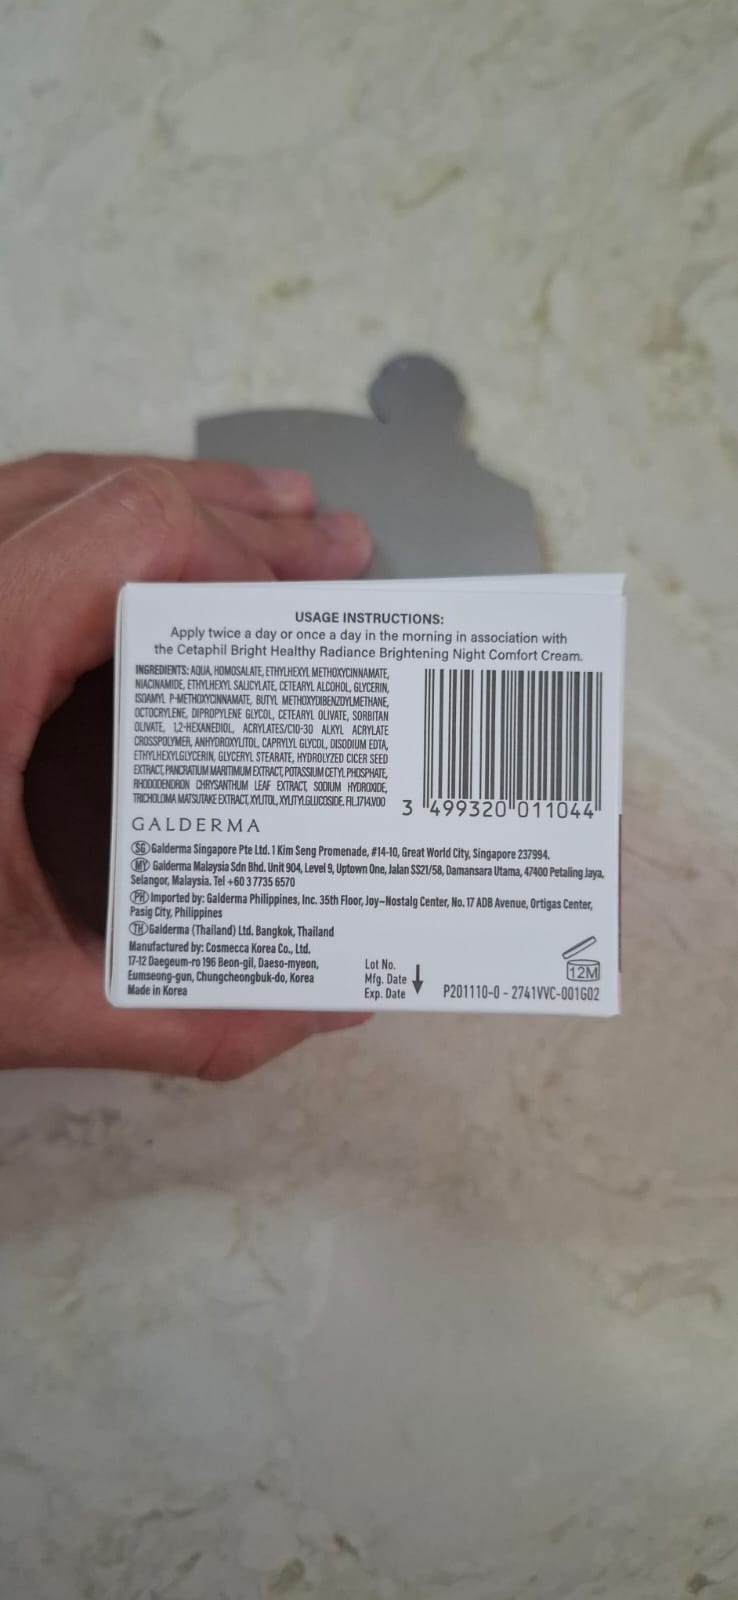 USAGE INSTRUCTIONS:
Apply twice a day or once a day in the morning in association with
the Cetaphil Bright Healthy Radiance Brightening Night Comfort Cream.
INGREDIENTS: AQUA, HOMOSALATE, ETHYLHEXYL METHOXYCINNAMATE,
NIACINAMIDE, ETHYLHEXYL SALICYLATE, CETEARYL ALCOHOL, GLYCERIN,
ISOAMYL P-METHOXYCINNAMATE, BUTYL METHOXYDIBENZOYLMETHANE,
OCTOCRYLENE, DIPROPYLENE GLYCOL, CETEARYL OLIVATE, SORBITAN
OLIVATE, 1,2-HEXANEDIOL, ACRYLATES/C10-30 ALKYL ACRYLATE
CROSSPOLYMER, ANHYDROXYLITOL, CAPRYLYL GLYCOL, DISODIUM EDTA,
ETHYLHEXYLGLYCERIN, GLYCERYL STEARATE, HYDROLYZED CICER SEED
EXTRACT, PANCRATIUM MARITIMUM EXTRACT, POTASSIUM CETYL PHOSPHATE,
RHODODENDRON CHRYSANTHUM LEAF EXTRACT, SODIUM HYDROXIDE,
TRICHOLOMA MATSUTAKE EXTRACT, XYLITOL, XYLITYLGLUCOSIDE. FIL.1714.V00
3 499320 011044
GALDERMA
SG Galderma Singapore Pte Ltd. 1 Kim Seng Promenade, #14-10, Great World City, Singapore 237994.
MY Galderma Malaysia Sdn Bhd. Unit 904, Level 9, Uptown One, Jalan SS21/58, Damansara Utama, 47400 Petaling Jaya,
Selangor, Malaysia. Tel +60 3 7735 6570
PH Imported by: Galderma Philippines, Inc. 35th Floor, Joy-Nostalg Center, No. 17 ADB Avenue, Ortigas Center,
Pasig City, Philippines
TH Galderma (Thailand) Ltd. Bangkok, Thailand
Manufactured by: Cosmecca Korea Co., Ltd.
17-12 Daegeum-ro 196 Beon-gil, Daeso-myeon,
Eumseong-gun, Chungcheongbuk-do, Korea
Made in Korea
Lot No.
Mfg. Date
Exp. Date
12M
P201110-0 - 2741VVC-001G02